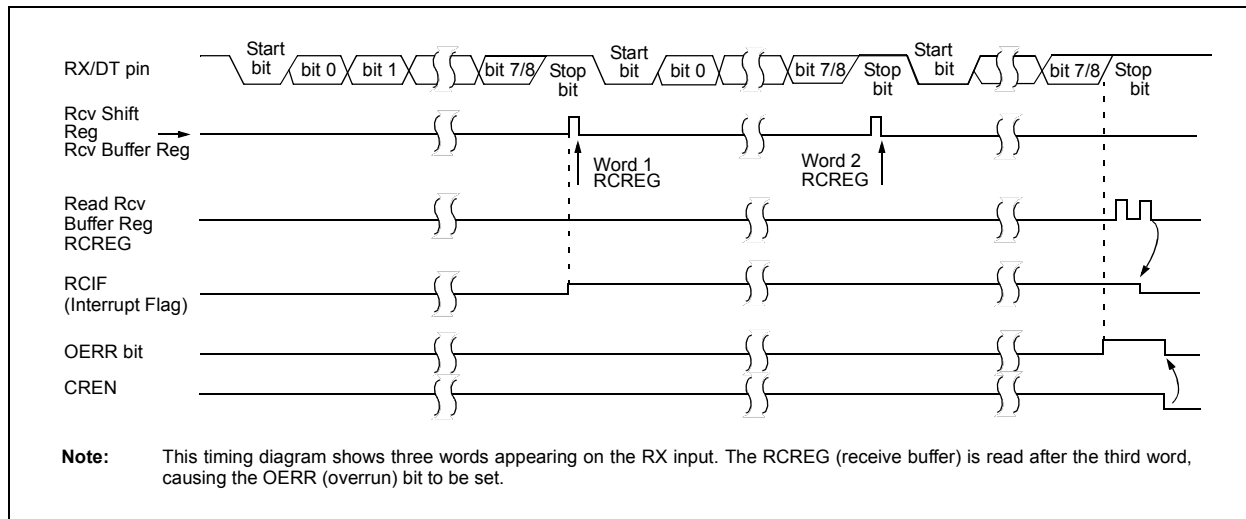 RX/DT pin
Start bit
bit 0
bit 1
bit 7/8
Stop bit
Start bit
bit 0
bit 7/8
Stop bit
Start bit
bit 7/8
Stop bit
Rcv Shift
Reg
Rcv Buffer Reg
Word 1
RCREG
Word 2
RCREG
Read Rcv
Buffer Reg
RCREG
RCIF
(Interrupt Flag)
OERR bit
CREN
Note: This timing diagram shows three words appearing on the RX input. The RCREG (receive buffer) is read after the third word,
causing the OERR (overrun) bit to be set.